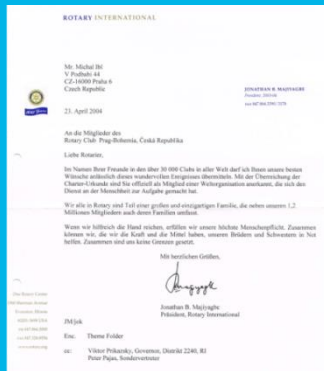 ROTARY INTERNATIONAL
Mr. Michal
V Podbabě 44
CZ-16000 Praha 6
Czech Republic
JONATHAN B. MAJIYAGBE
23. April 2004
An die Mitglieder des
Rotary Club Prag-Bohemia, Česká Republika
Liebe Rotarier,
Im Namen Ihrer Freunde in den über 30 000 Clubs in aller Welt darf ich Ihnen unsere besten
Wünsche anlässlich dieses wundervollen Ereignisses übermitteln. Mit der Überreichung der
Charter-Urkunde sind Sie offiziell als Mitglied einer Weltorganisation anerkannt, die sich den
Dienst an der Menschheit zur Aufgabe gemacht hat.
Wir alle in Rotary sind Teil einer großen und einzigartigen Familie, die neben unseren 1,2
Millionen Mitgliedern auch deren Familien umfasst.
Wenn wir hilfreich die Hand reichen, erfüllen wir unsere höchste Menschenpflicht. Zusammen
können wir, die wir die Kraft und die Mittel haben, unseren Brüdern und Schwestern in Not
helfen. Zusammen sind uns keine Grenzen gesetzt.
Mit herzlichen Grüßen,
Jonathan B. Majiyagbe
Präsident, Rotary International
JM/jok
Enc. Theme Folder
cc: Viktor Príkazský, Governor, Distrikt 2240, RI
Peter Pajas, Sondervertreter
One Rotary Center
1560 Sherman Avenue